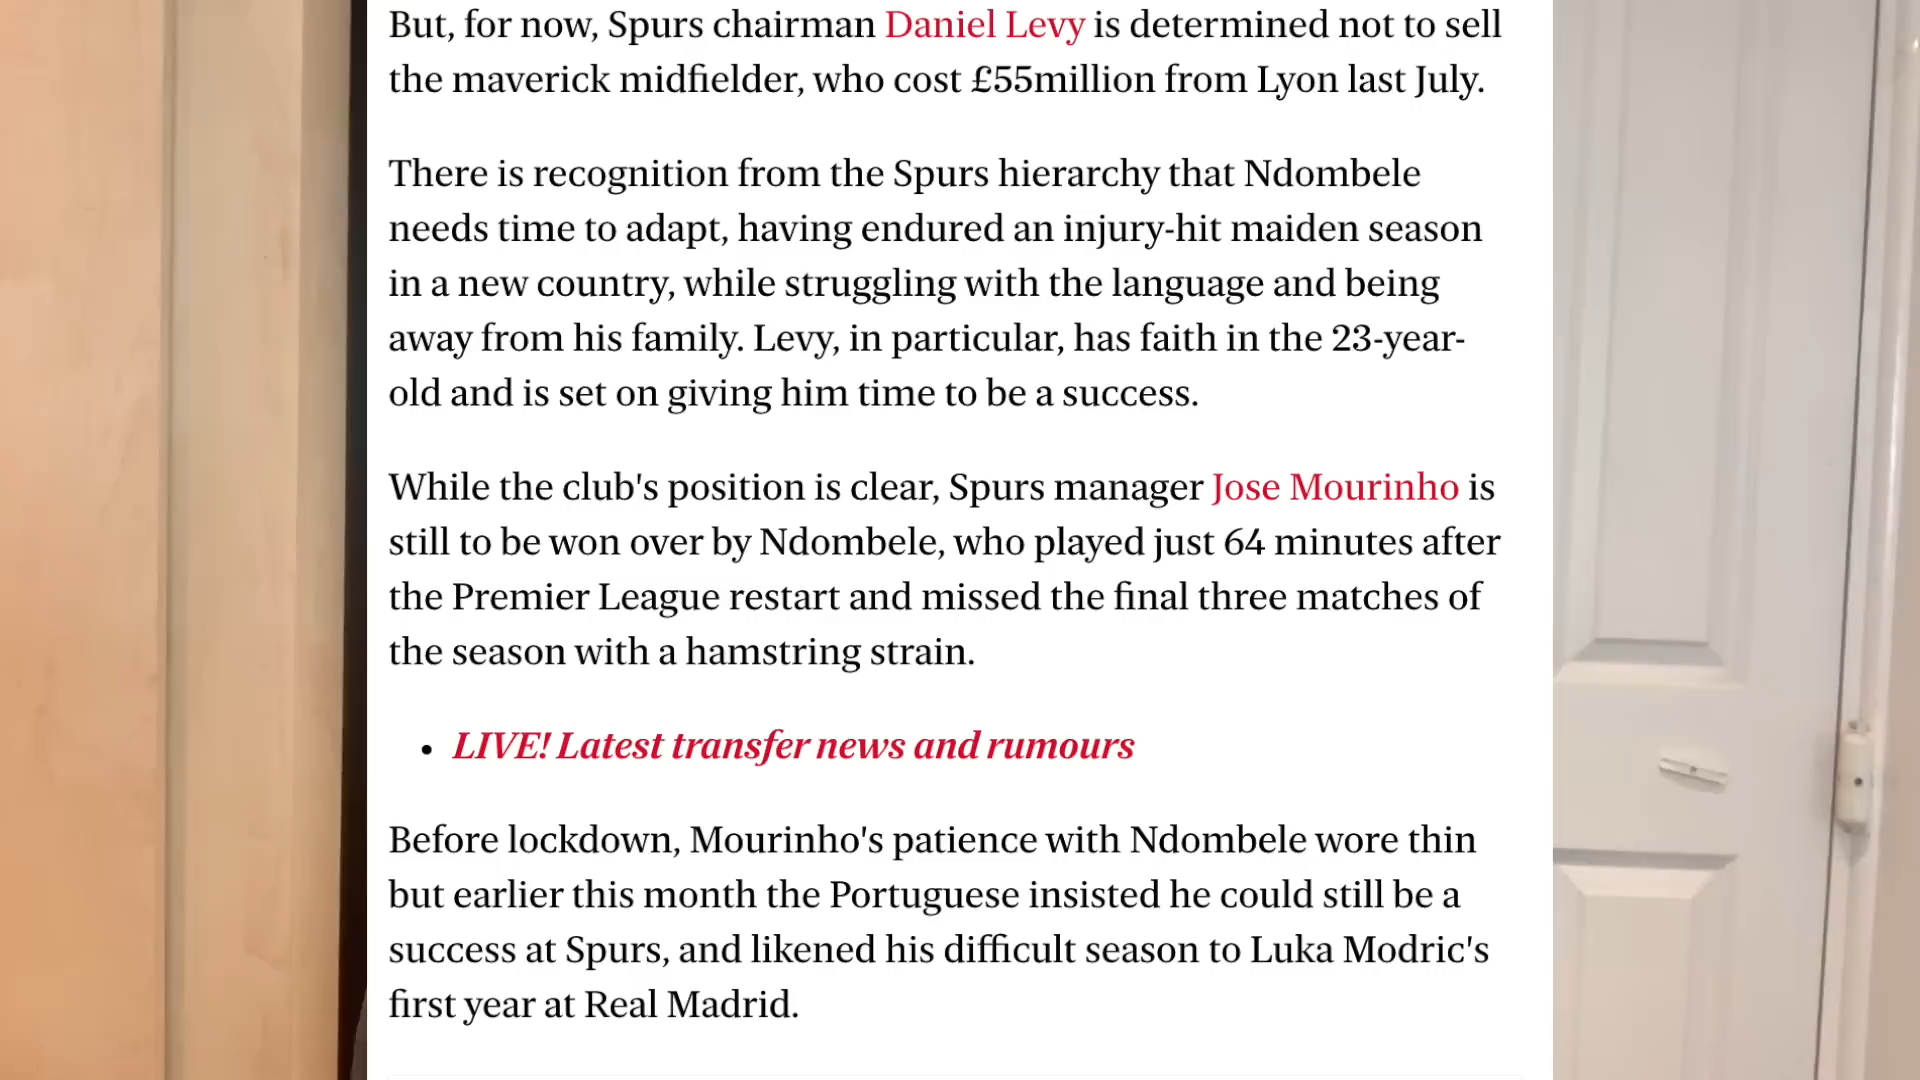 But, for now, Spurs chairman Daniel Levy is determined not to sell
the maverick midfielder, who cost £55million from Lyon last July.
There is recognition from the Spurs hierarchy that Ndombele
needs time to adapt, having endured an injury-hit maiden season
in a new country, while struggling with the language and being
away from his family. Levy, in particular, has faith in the 23-year-
old and is set on giving him time to be a success.
While the club's position is clear, Spurs manager Jose Mourinho is
still to be won over by Ndombele, who played just 64 minutes after
the Premier League restart and missed the final three matches of
the season with a hamstring strain.
• LIVE! Latest transfer news and rumours
Before lockdown, Mourinho's patience with Ndombele wore thin
but earlier this month the Portuguese insisted he could still be a
success at Spurs, and likened his difficult season to Luka Modric's
first year at Real Madrid.